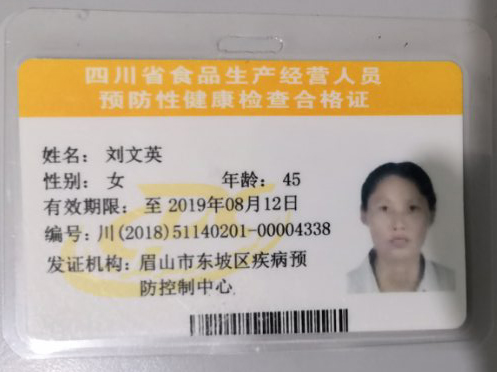 四川省食品生产经营人员
预防性健康检查合格证
姓名: 刘文英
性别: 女 年龄: 45
有效期限: 至 2019年08月12日
编号: 川(2018)51140201-00004338
发证机构: 眉山市东坡区疾病预
防控制中心